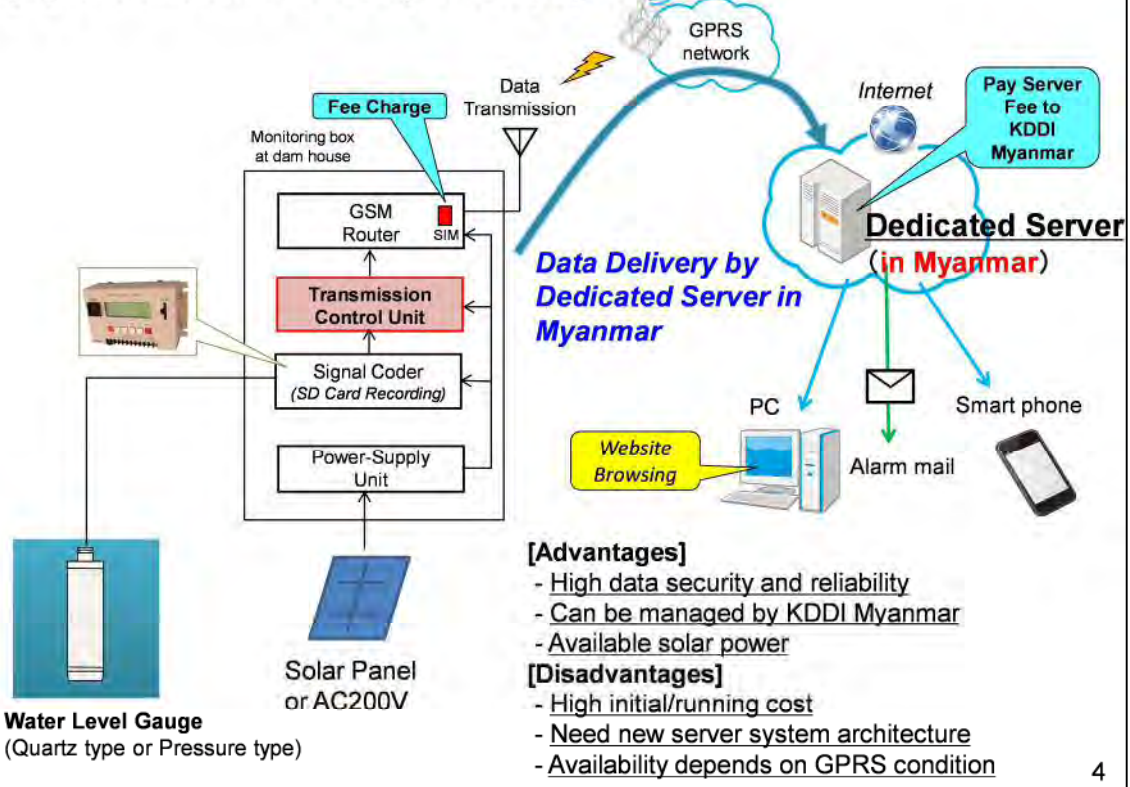 GPRS
network
Data
Transmission
Fee Charge
Monitoring box
at dam house
Internet
Pay Server
Fee to
KDDI
Myanmar
GSM
Router
SIM
Dedicated Server
(in Myanmar)
Data Delivery by
Dedicated Server in
Myanmar
Transmission
Control Unit
Signal Coder
(SD Card Recording)
Power-Supply
Unit
PC
Smart phone
Website
Browsing
Alarm mail
Solar Panel
or AC200V
Water Level Gauge
(Quartz type or Pressure type)
[Advantages]
- High data security and reliability
- Can be managed by KDDI Myanmar
- Available solar power
[Disadvantages]
- High initial/running cost
- Need new server system architecture
- Availability depends on GPRS condition
4